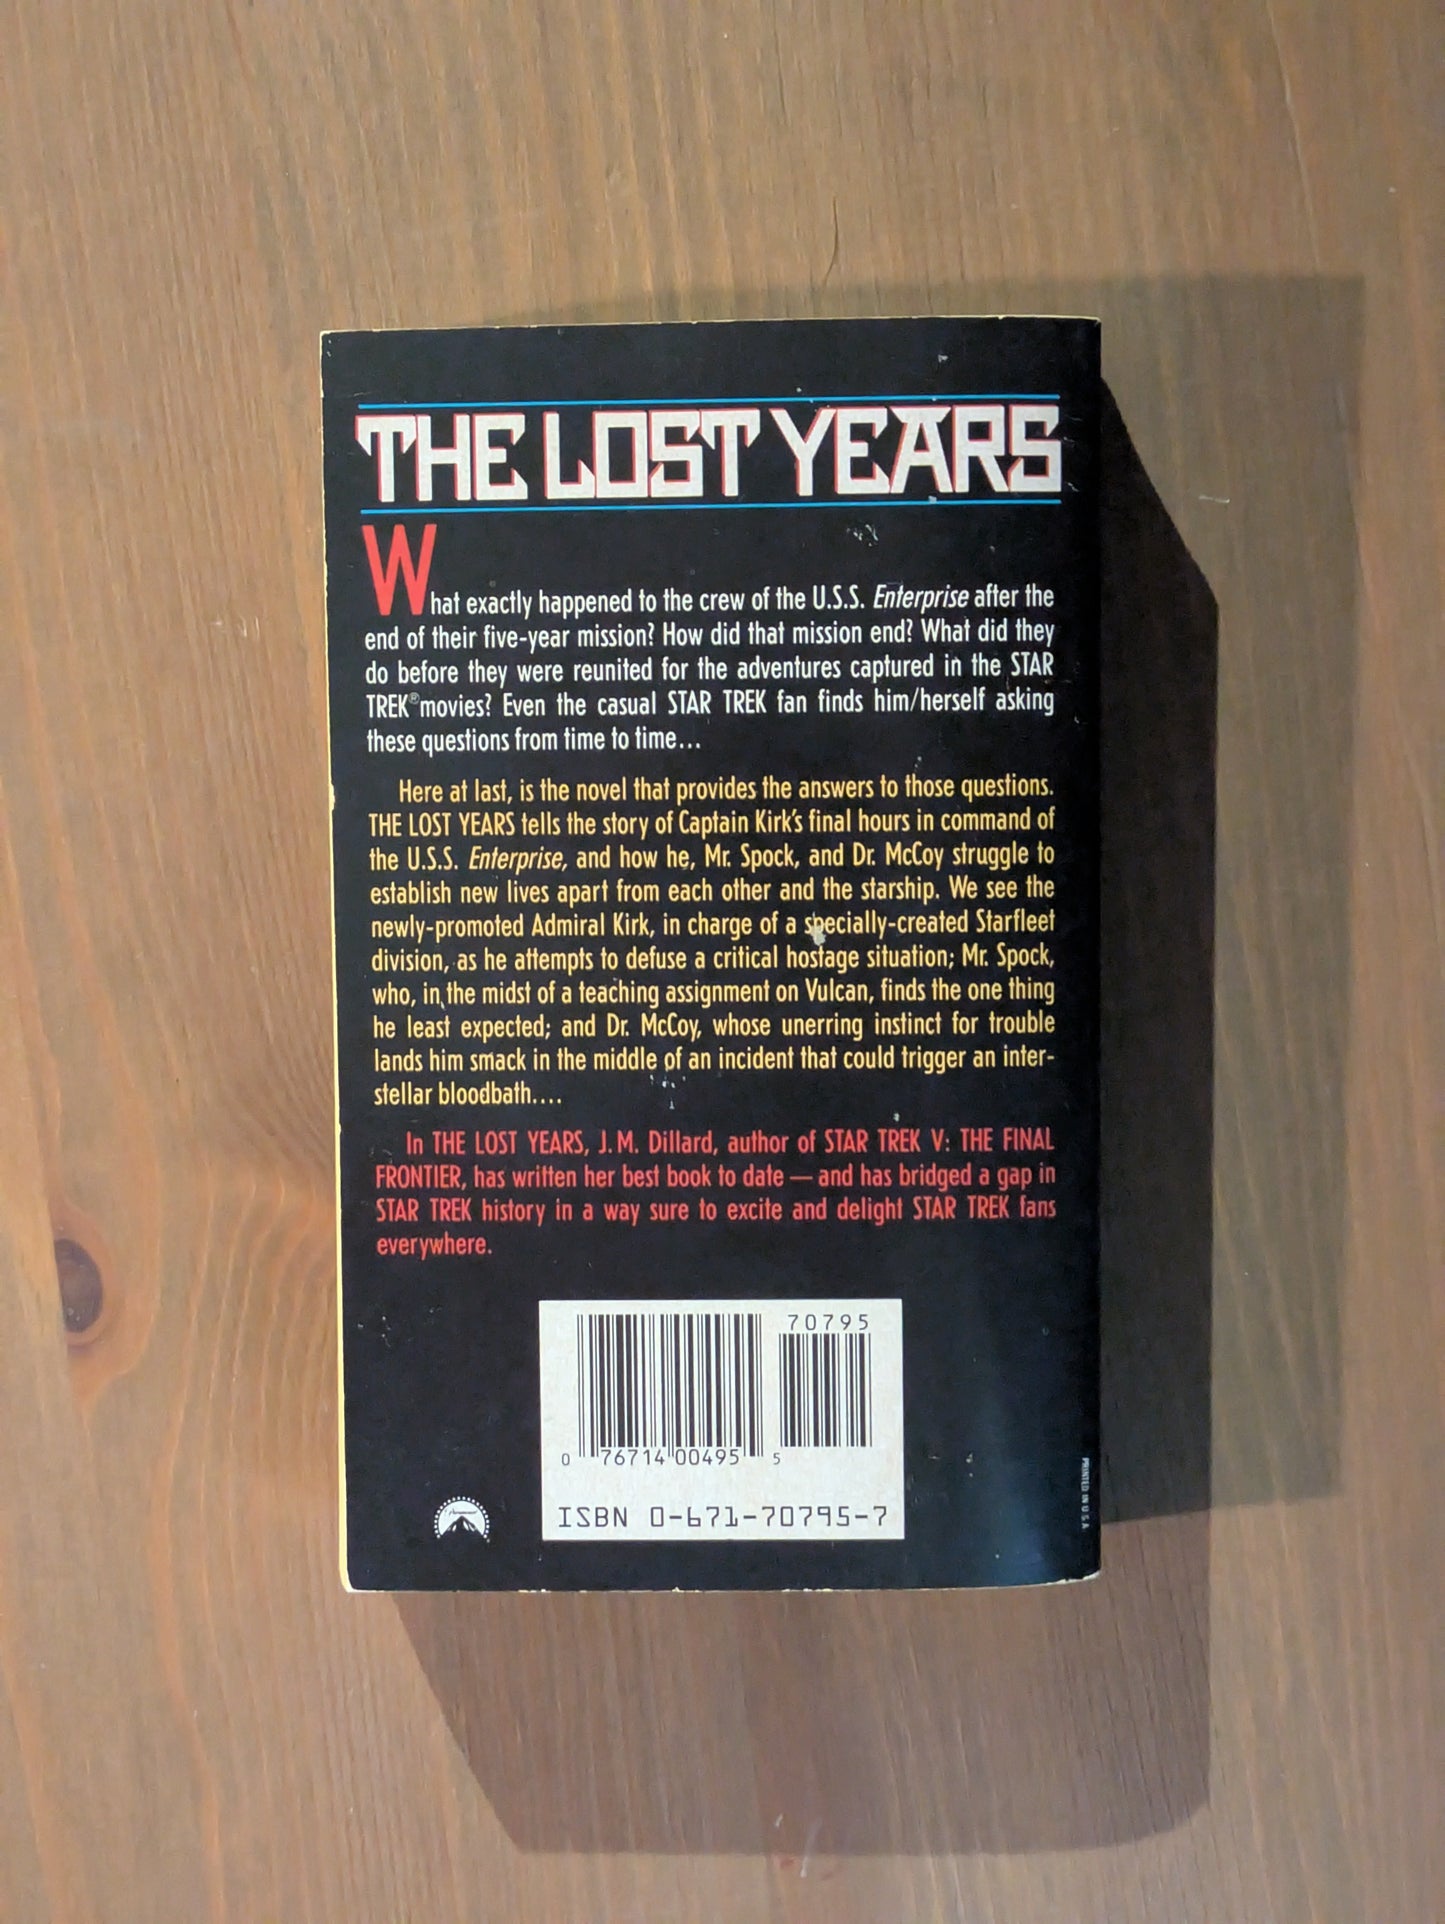 THE LOST YEARS
What exactly happened to the crew of the U.S.S. Enterprise after the
end of their five-year mission? How did that mission end? What did they
do before they were reunited for the adventures captured in the STAR
TREK® movies? Even the casual STAR TREK fan finds him/herself asking
these questions from time to time...
Here at last, is the novel that provides the answers to those questions.
THE LOST YEARS tells the story of Captain Kirk's final hours in command of
the U.S.S. Enterprise, and how he, Mr. Spock, and Dr. McCoy struggle to
establish new lives apart from each other and the starship. We see the
newly-promoted Admiral Kirk, in charge of a specially-created Starfleet
division, as he attempts to defuse a critical hostage situation; Mr. Spock,
who, in the midst of a teaching assignment on Vulcan, finds the one thing
he least expected; and Dr. McCoy, whose unerring instinct for trouble
lands him smack in the middle of an incident that could trigger an inter-
stellar bloodbath....
In THE LOST YEARS, J.M. Dillard, author of STAR TREK V: THE FINAL
FRONTIER, has written her best book to date — and has bridged a gap in
STAR TREK history in a way sure to excite and delight STAR TREK fans
everywhere.
70795
0 76714 00495 5
ISBN 0-671-70795-7
Paramount
PRINTED IN U.S.A.